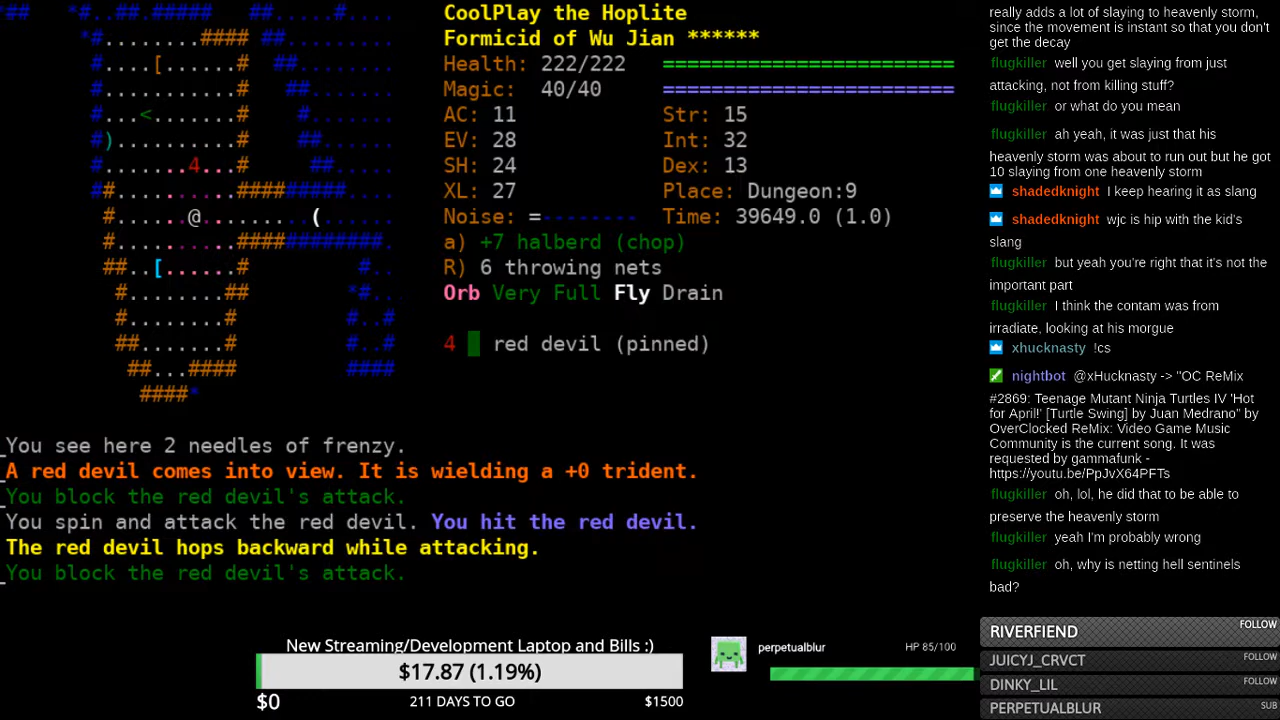 CoolPlay the Hoplite
Formicid of Wu Jian ******
Health: 222/222 ========================
Magic: 40/40 ========================
AC: 11 Str: 15
EV: 28 Int: 32
SH: 24 Dex: 13
XL: 27 Place: Dungeon:9
Noise: =-------- Time: 39649.0 (1.0)
a) +7 halberd (chop)
R) 6 throwing nets
Orb Very Full Fly Drain
4 red devil (pinned)
_You see here 2 needles of frenzy.
_A red devil comes into view. It is wielding a +0 trident.
You block the red devil's attack.
You spin and attack the red devil. You hit the red devil.
The red devil hops backward while attacking.
_You block the red devil's attack.
New Streaming/Development Laptop and Bills :)
$17.87 (1.19%)
$0 211 DAYS TO GO $1500
perpetualblur HP 85/100
really adds a lot of slaying to heavenly storm,
since the movement is instant so that you don't
get the decay
flugkiller well you get slaying from just
attacking, not from killing stuff?
flugkiller or what do you mean
flugkiller ah yeah, it was just that his
heavenly storm was about to run out but he got
10 slaying from one heavenly storm
shadedknight I keep hearing it as slang
shadedknight wjc is hip with the kid's
slang
flugkiller but yeah you're right that it's not the
important part
flugkiller I think the contam was from
irradiate, looking at his morgue
xhucknasty !cs
nightbot @xHucknasty -> "OC ReMix
#2869: Teenage Mutant Ninja Turtles IV 'Hot
for April!' [Turtle Swing] by Juan Medrano" by
OverClocked ReMix: Video Game Music
Community is the current song. It was
requested by gammafunk -
https://youtu.be/PpJvX64PFTs
flugkiller oh, lol, he did that to be able to
preserve the heavenly storm
flugkiller yeah I'm probably wrong
flugkiller oh, why is netting hell sentinels
bad?
RIVERFIEND FOLLOW
JUICYJ_CRVCT FOLLOW
DINKY_LIL FOLLOW
PERPETUALBLUR SUB